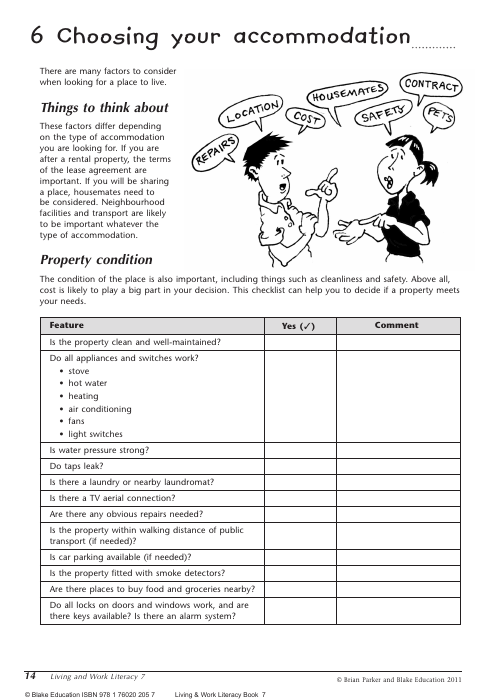 6 Choosing your accommodation
There are many factors to consider
when looking for a place to live.
Things to think about
These factors differ depending
on the type of accommodation
you are looking for. If you are
after a rental property, the terms
of the lease agreement are
important. If you will be sharing
a place, housemates need to
be considered. Neighbourhood
facilities and transport are likely
to be important whatever the
type of accommodation.
REPAIRS
LOCATION
COST
HOUSEMATES
SAFETY
CONTRACT
PETS
Property condition
The condition of the place is also important, including things such as cleanliness and safety. Above all,
cost is likely to play a big part in your decision. This checklist can help you to decide if a property meets
your needs.
Feature Yes (✓) Comment
Is the property clean and well-maintained?
Do all appliances and switches work?
• stove
• hot water
• heating
• air conditioning
• fans
• light switches
Is water pressure strong?
Do taps leak?
Is there a laundry or nearby laundromat?
Is there a TV aerial connection?
Are there any obvious repairs needed?
Is the property within walking distance of public
transport (if needed)?
Is car parking available (if needed)?
Is the property fitted with smoke detectors?
Are there places to buy food and groceries nearby?
Do all locks on doors and windows work, and are
there keys available? Is there an alarm system?
14 Living and Work Literacy 7
© Brian Parker and Blake Education 2011
© Blake Education ISBN 978 1 76020 205 7 Living & Work Literacy Book 7